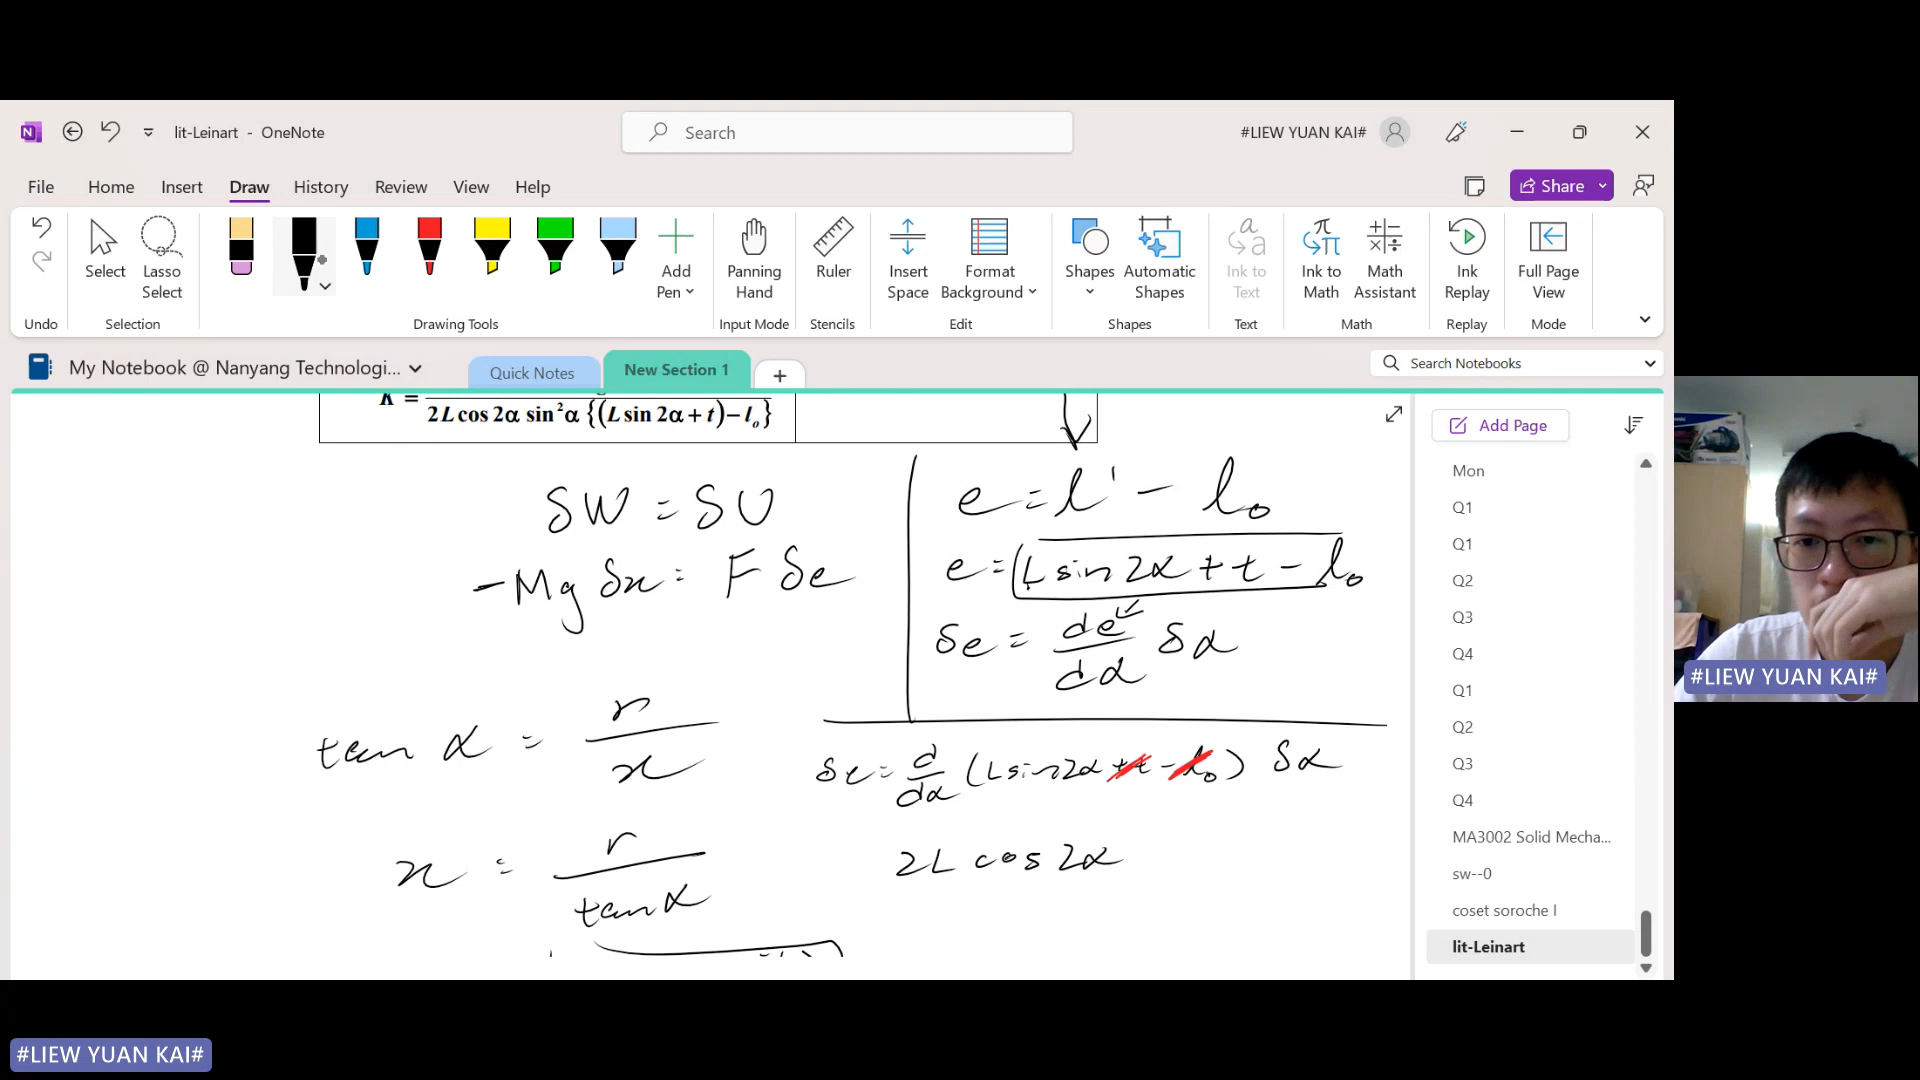 lit-Leinart - OneNote
Search
#LIEW YUAN KAI#
File Home Insert Draw History Review View Help
Share
Select
Lasso Select
Add Pen
Panning Hand
Ruler
Insert Space
Format Background
Shapes
Automatic Shapes
Ink to Text
Ink to Math
Math Assistant
Ink Replay
Full Page View
Undo
Selection
Drawing Tools
Input Mode
Stencils
Edit
Shapes
Text
Math
Replay
Mode
My Notebook @ Nanyang Technologi...
Quick Notes
New Section 1
+
Search Notebooks
K =
2L cos 2α sin²α {(L sin 2α + t) − lₒ}
δW = δU
-Mg δx = F δe
e = l' - l₀
e = (L sin 2α + t - l₀
δe = de/dα δα
tan α = r/x
δe = d/dα (L sin 2α + t - l₀) δα
x = r/tan α
2L cos 2α
Add Page
Mon
Q1
Q1
Q2
Q3
Q4
Q1
Q2
Q3
Q4
MA3002 Solid Mecha...
sw--0
coset soroche l
lit-Leinart
#LIEW YUAN KAI#
#LIEW YUAN KAI#